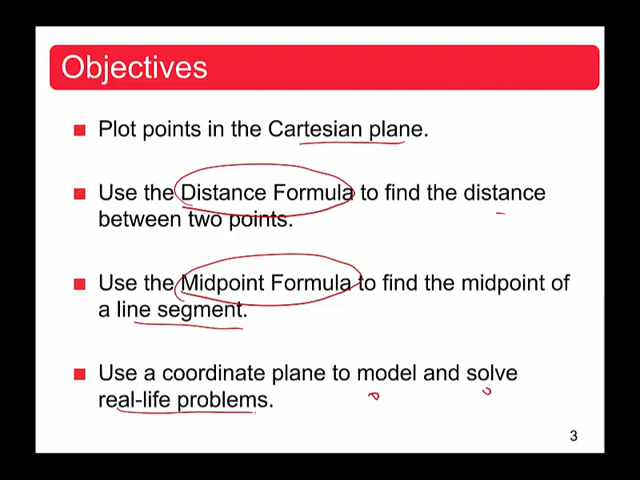 Objectives
Plot points in the Cartesian plane.
Use the Distance Formula to find the distance
between two points.
Use the Midpoint Formula to find the midpoint of
a line segment.
Use a coordinate plane to model and solve
real-life problems.
3